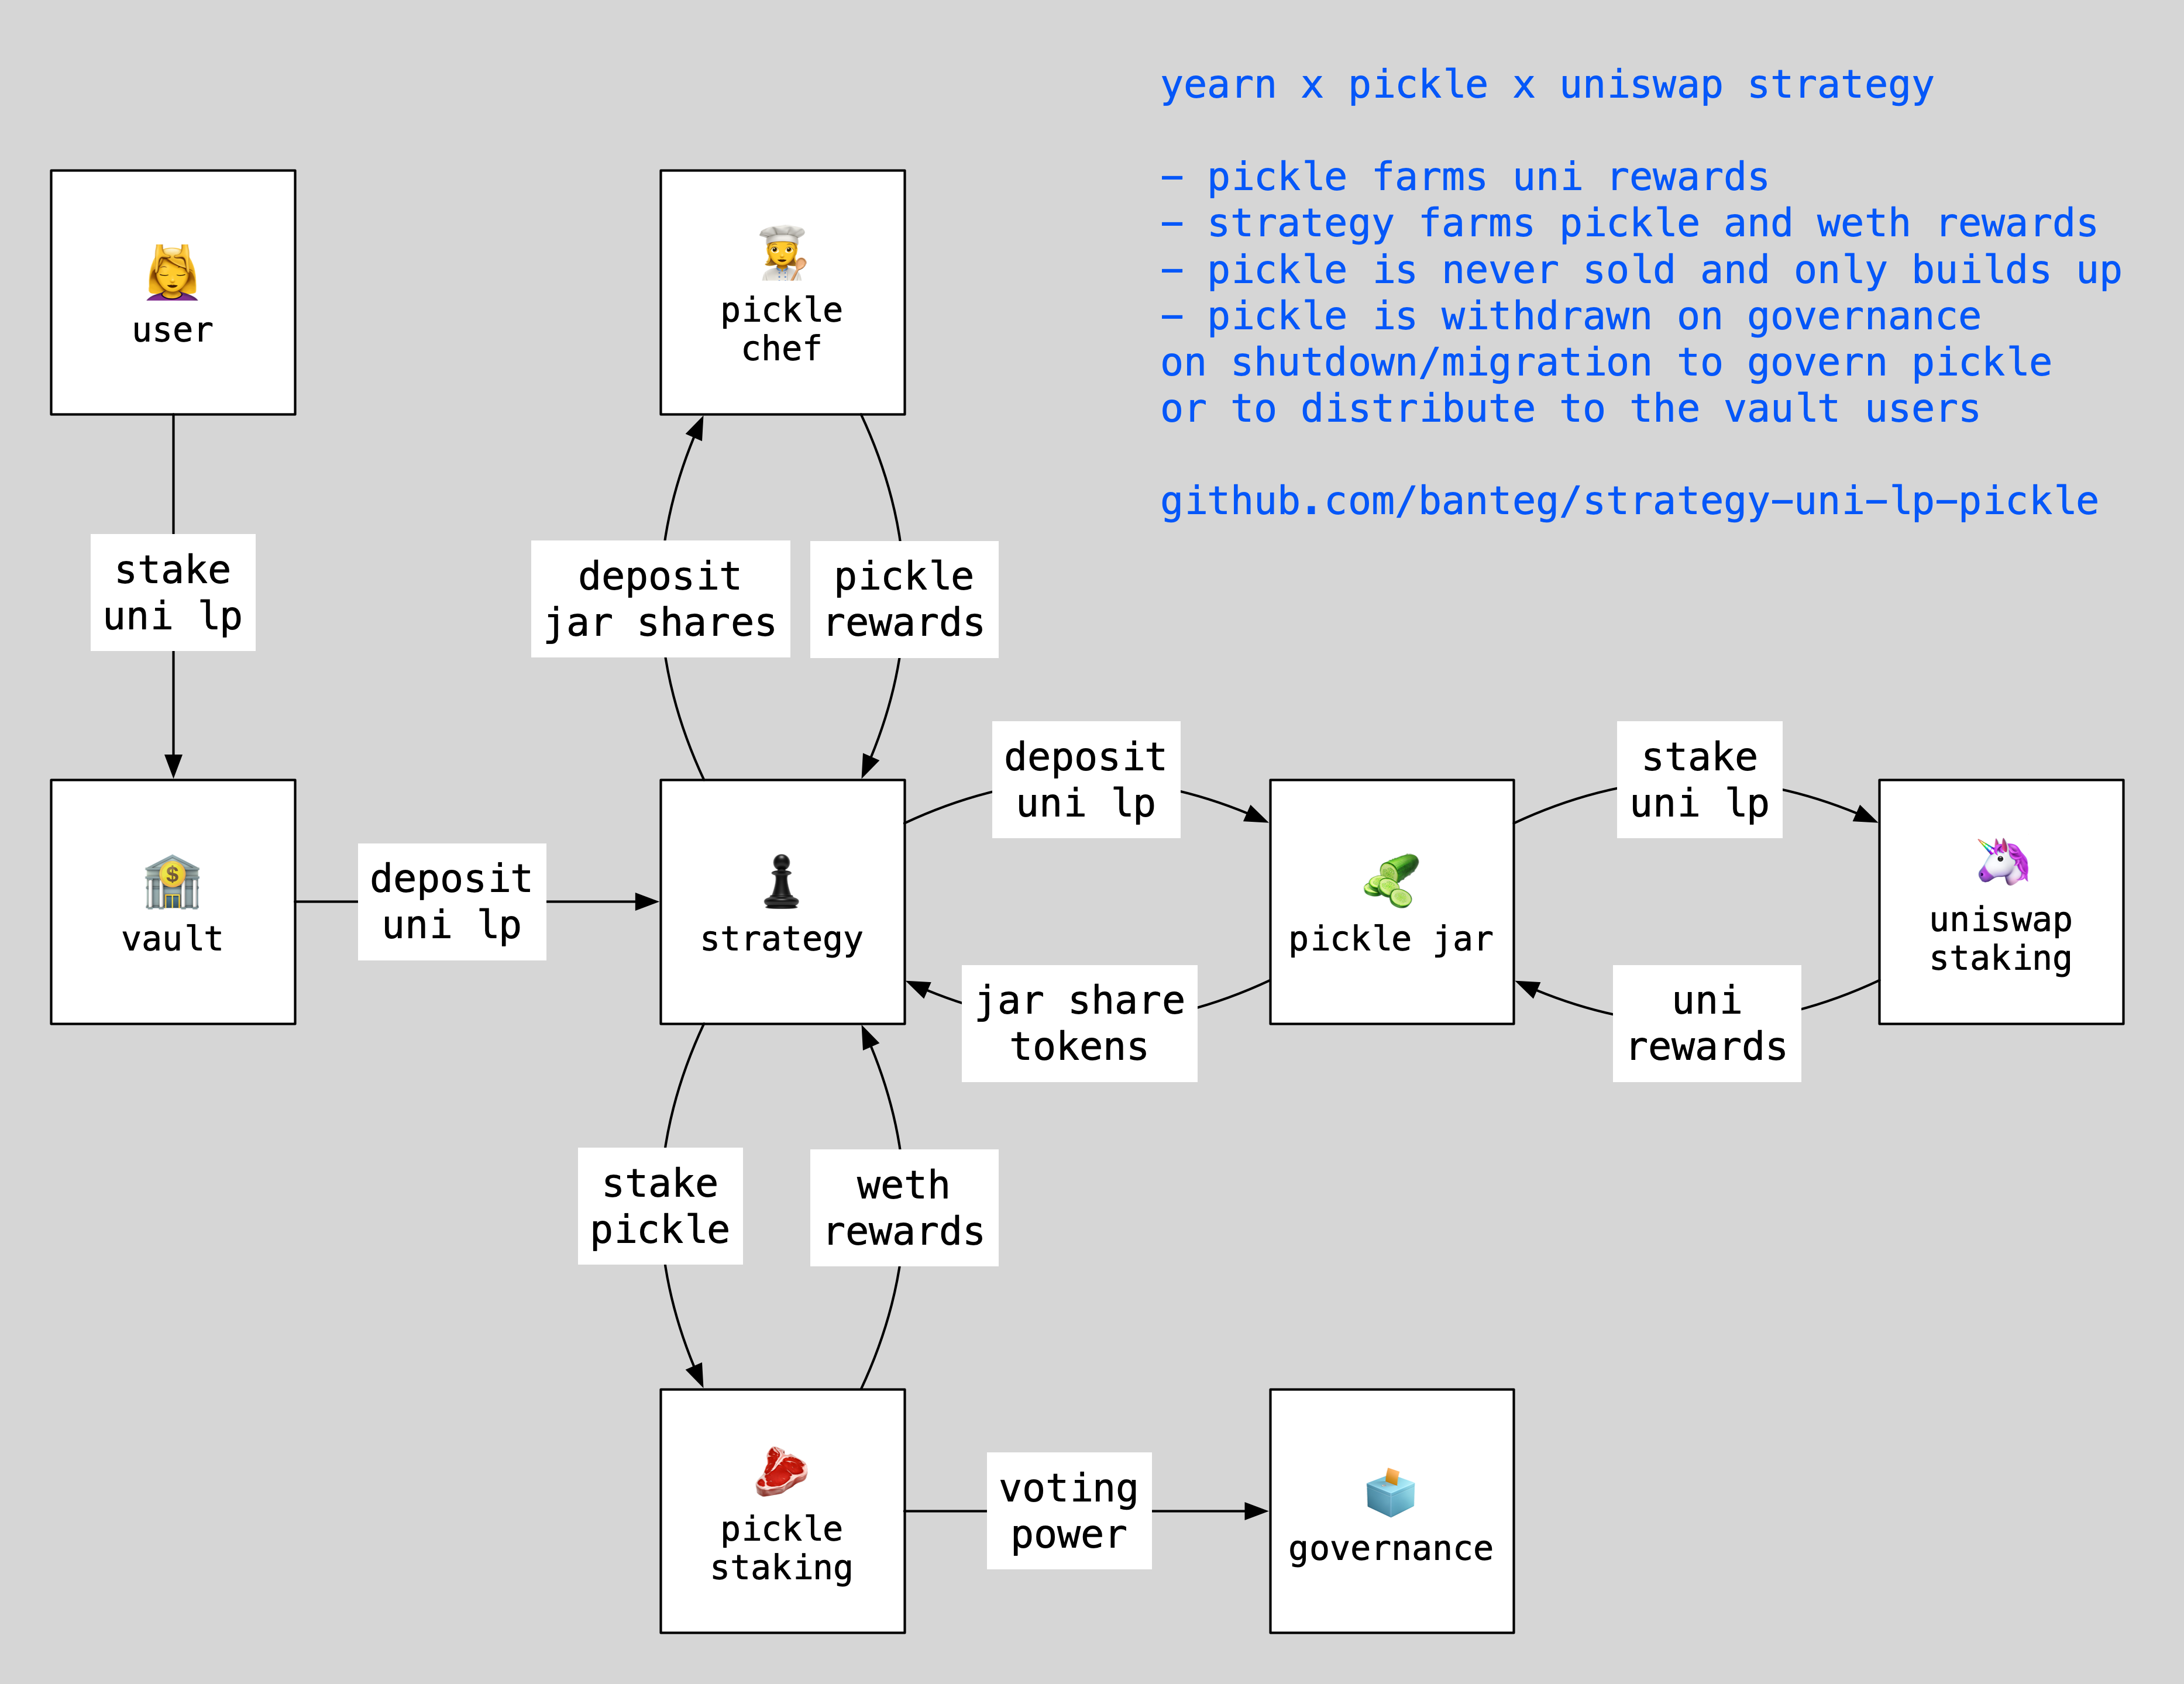 yearn x pickle x uniswap strategy
- pickle farms uni rewards
- strategy farms pickle and weth rewards
- pickle is never sold and only builds up
- pickle is withdrawn on governance
on shutdown/migration to govern pickle
or to distribute to the vault users
github.com/banteg/strategy-uni-lp-pickle
user
pickle
chef
stake
uni lp
deposit
jar shares
pickle
rewards
vault
deposit
uni lp
strategy
deposit
uni lp
pickle jar
stake
uni lp
uniswap
staking
jar share
tokens
uni
rewards
stake
pickle
weth
rewards
pickle
staking
voting
power
governance
$